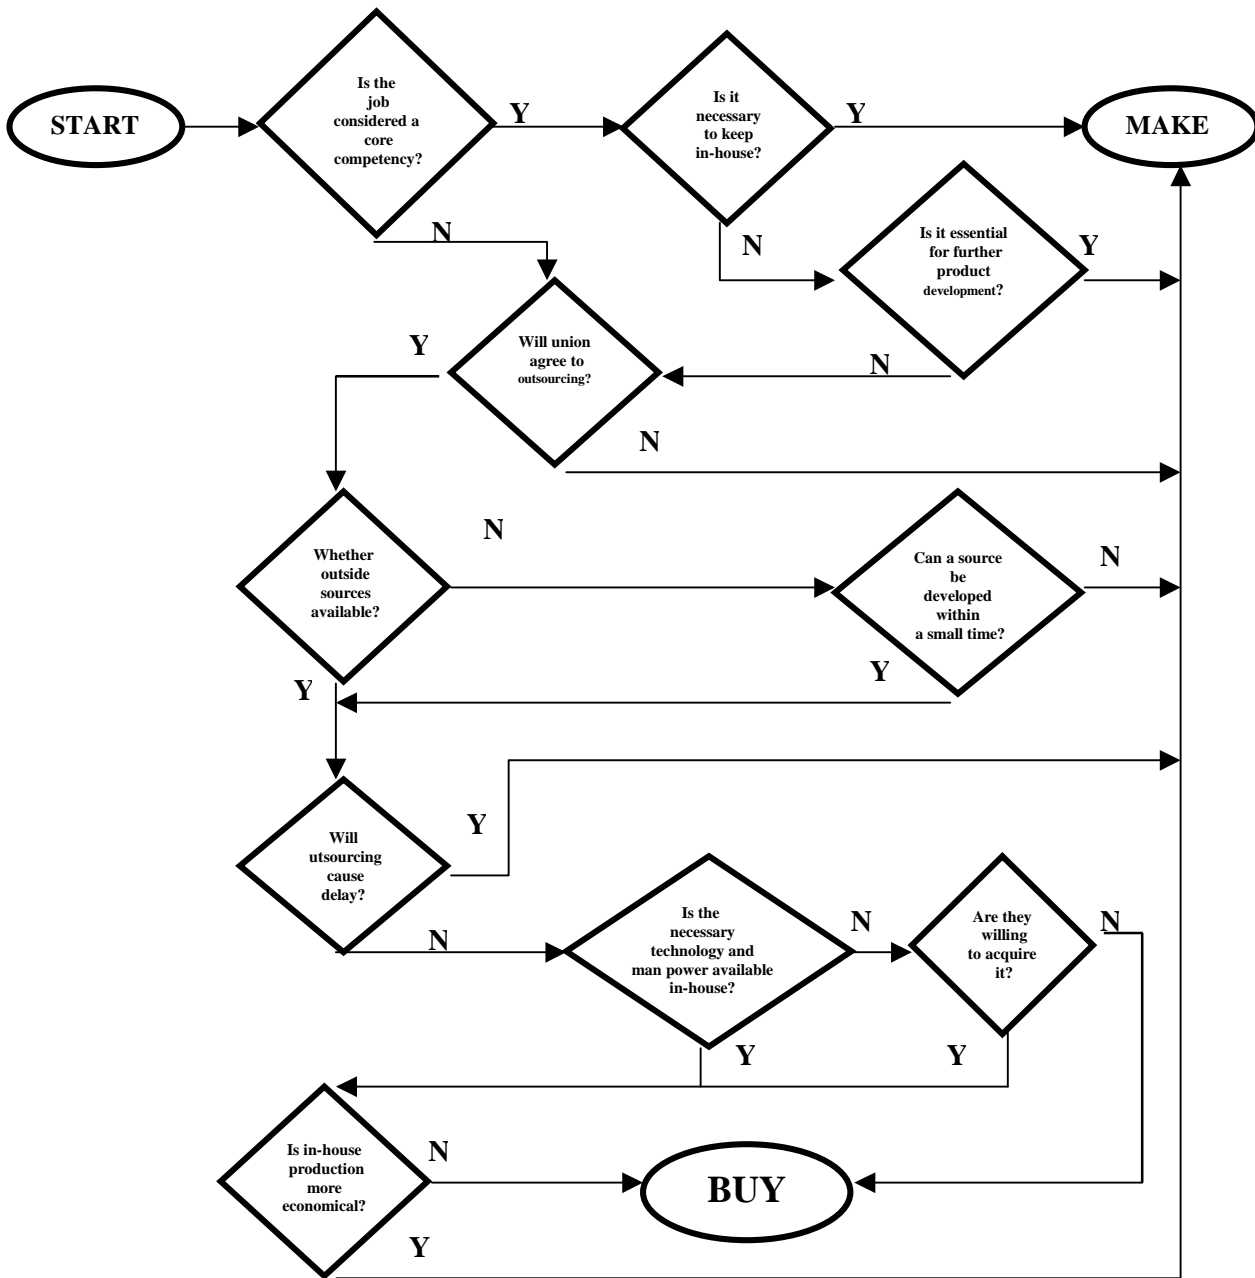 START
Is the
job
considered a
core
competency?
Y
Is it
necessary
to keep
in-house?
Y
MAKE
N
N
Is it essential
for further
product
development?
Y
Y
Will union
agree to
outsourcing?
N
N
Whether
outside
sources
available?
N
Can a source
be
developed
within
a small time?
N
Y
Y
Will
utsourcing
cause
delay?
Y
N
Is the
necessary
technology and
man power available
in-house?
N
Are they
willing
to acquire
it?
N
Y
Y
Is in-house
production
more
economical?
N
BUY
Y